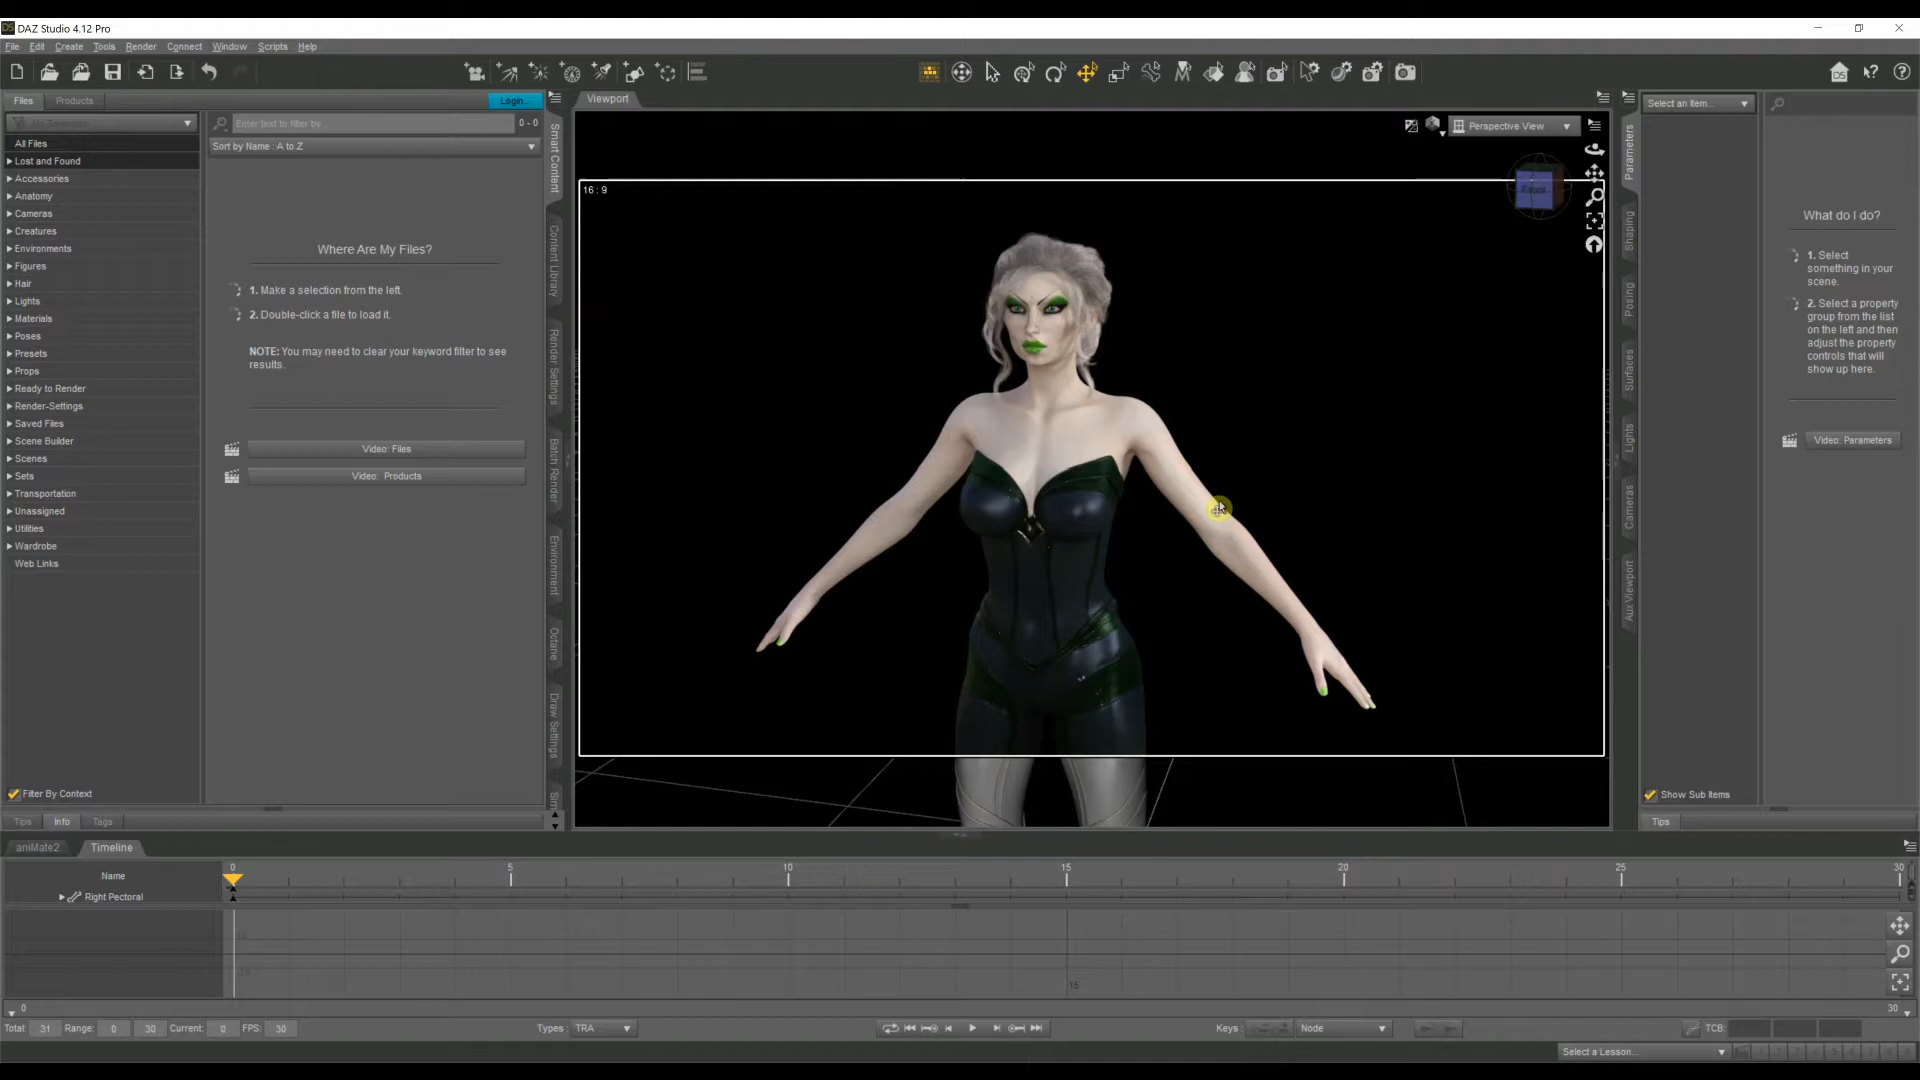 DAZ Studio 4.12 Pro
File Edit Create Tools Render Connect Window Scripts Help
Files Products Login...
Enter text to filter by... 0 - 0
Sort by Name : A to Z
All Files
Lost and Found
Accessories
Anatomy
Cameras
Creatures
Environments
Figures
Hair
Lights
Materials
Poses
Presets
Props
Ready to Render
Render-Settings
Saved Files
Scene Builder
Scenes
Sets
Transportation
Unassigned
Utilities
Wardrobe
Web Links
Filter By Context
Tips Info Tags
Where Are My Files?
1. Make a selection from the left.
2. Double-click a file to load it.
NOTE: You may need to clear your keyword filter to see
results.
Video: Files
Video: Products
Smart Content
Content Library
Render Settings
Batch Render
Environment
Octane
Draw Settings
Sim
Viewport
Perspective View
16 : 9
Parameters
Shaping
Posing
Surfaces
Lights
Cameras
Aux Viewport
Select an Item...
What do I do?
1. Select
something in your
scene.
2. Select a property
group from the list
on the left and then
adjust the property
controls that will
show up here.
Video: Parameters
Show Sub Items
Tips
aniMate2 Timeline
Name 0 5 10 15 20 25 30
Right Pectoral
15
0 30
Total: 31 Range: 0 30 Current: 0 FPS: 30 Types : TRA Keys : Node TCB:
Select a Lesson...